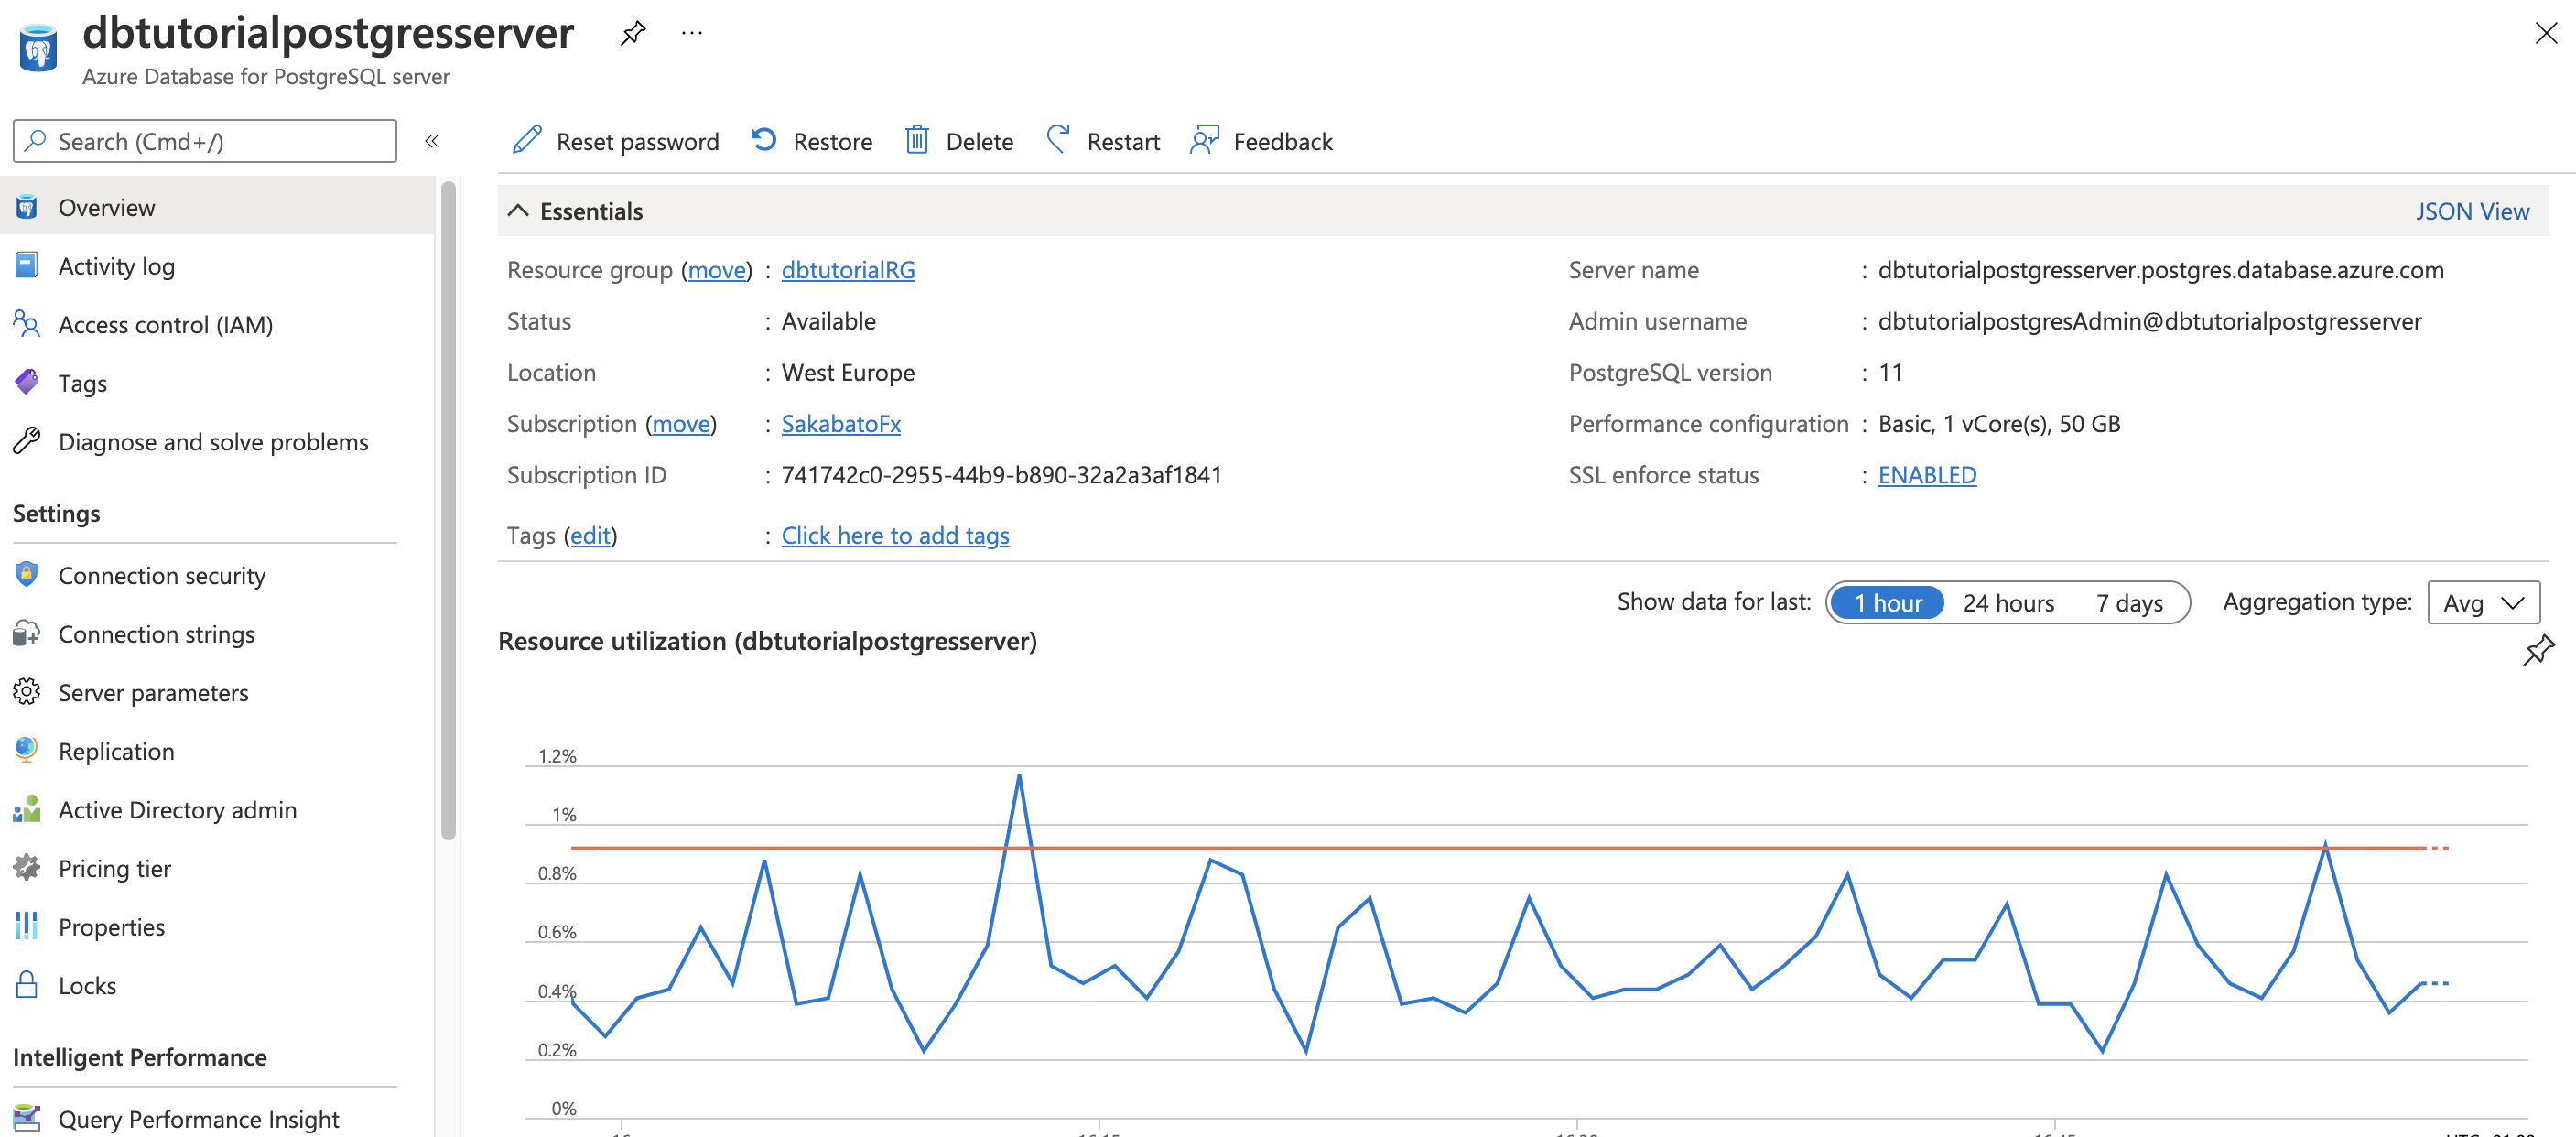 dbtutorialpostgresserver
Azure Database for PostgreSQL server
Search (Cmd+/)
Reset password
Restore
Delete
Restart
Feedback
Overview
Activity log
Access control (IAM)
Tags
Diagnose and solve problems
Settings
Connection security
Connection strings
Server parameters
Replication
Active Directory admin
Pricing tier
Properties
Locks
Intelligent Performance
Query Performance Insight
Essentials
JSON View
Resource group (move) : dbtutorialRG
Status : Available
Location : West Europe
Subscription (move) : SakabatoFx
Subscription ID : 741742c0-2955-44b9-b890-32a2a3af1841
Tags (edit) : Click here to add tags
Server name : dbtutorialpostgresserver.postgres.database.azure.com
Admin username : dbtutorialpostgresAdmin@dbtutorialpostgresserver
PostgreSQL version : 11
Performance configuration : Basic, 1 vCore(s), 50 GB
SSL enforce status : ENABLED
Show data for last: 1 hour 24 hours 7 days Aggregation type: Avg
Resource utilization (dbtutorialpostgresserver)
1.2%
1%
0.8%
0.6%
0.4%
0.2%
0%